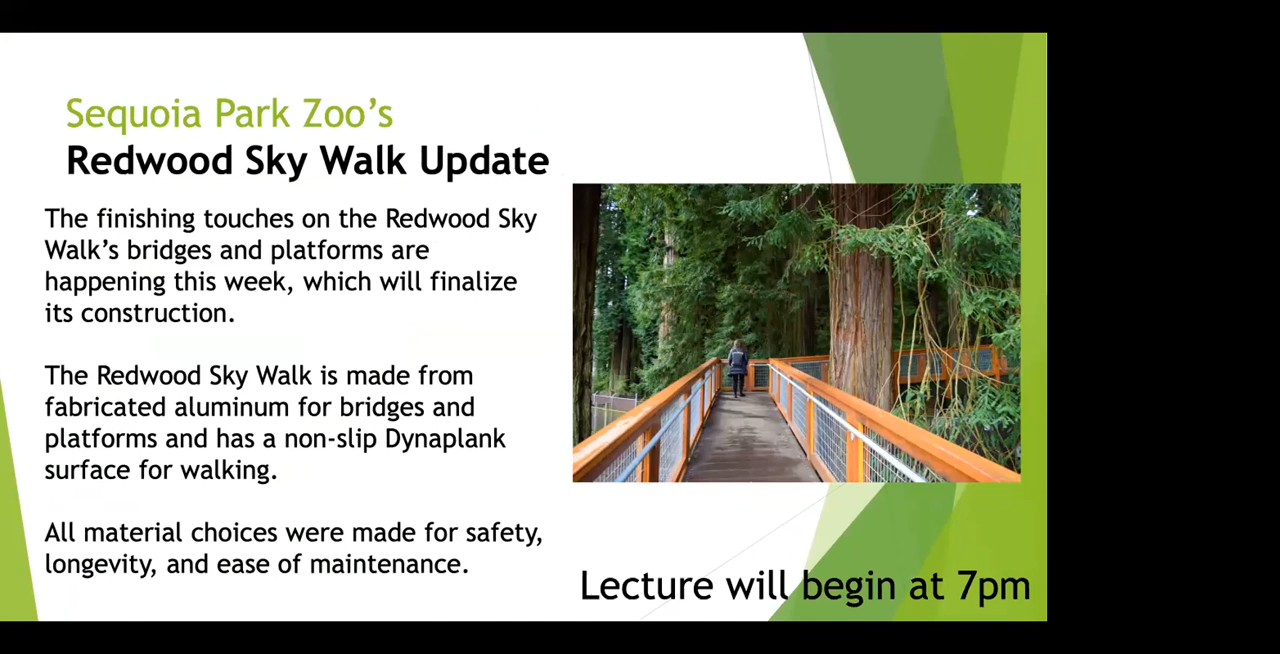 Sequoia Park Zoo’s
Redwood Sky Walk Update
The finishing touches on the Redwood Sky
Walk’s bridges and platforms are
happening this week, which will finalize
its construction.
The Redwood Sky Walk is made from
fabricated aluminum for bridges and
platforms and has a non-slip Dynaplank
surface for walking.
All material choices were made for safety,
longevity, and ease of maintenance.
Lecture will begin at 7pm